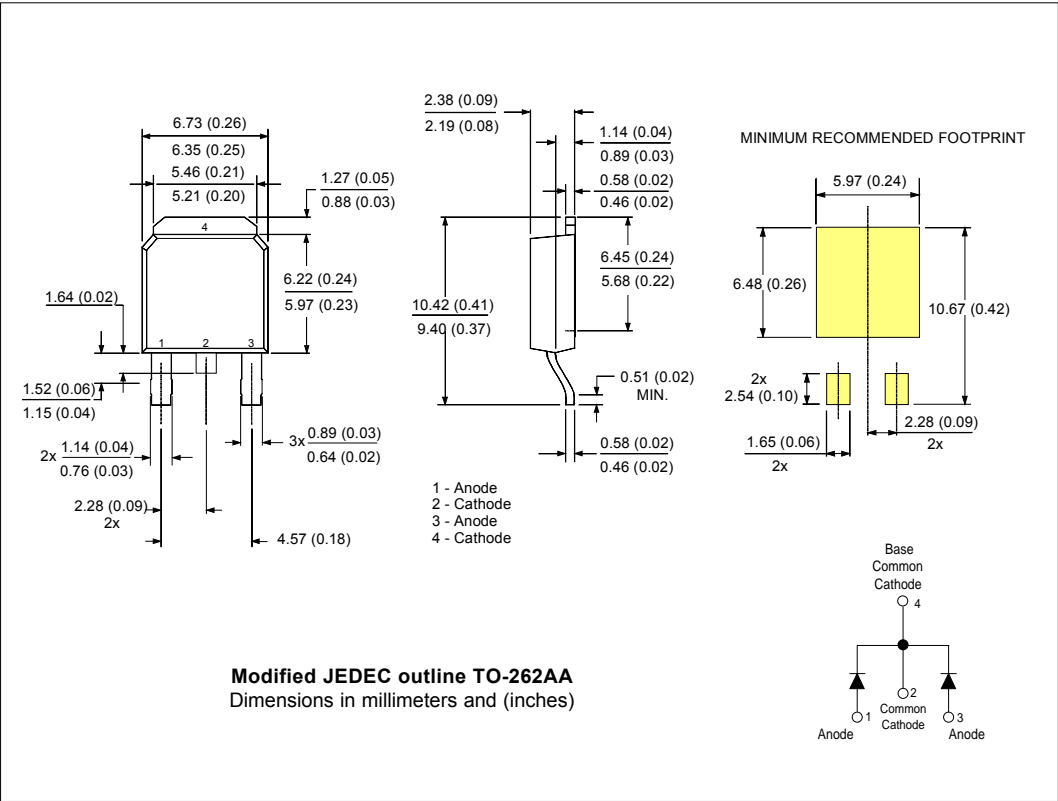 6.73 (0.26)
6.35 (0.25)
5.46 (0.21)
5.21 (0.20)
1.27 (0.05)
0.88 (0.03)
4
6.22 (0.24)
5.97 (0.23)
1.64 (0.02)
1
2
3
1.52 (0.06)
1.15 (0.04)
2x 1.14 (0.04)
0.76 (0.03)
3x 0.89 (0.03)
0.64 (0.02)
2.28 (0.09)
2x
4.57 (0.18)
2.38 (0.09)
2.19 (0.08)
1.14 (0.04)
0.89 (0.03)
0.58 (0.02)
0.46 (0.02)
6.45 (0.24)
5.68 (0.22)
10.42 (0.41)
9.40 (0.37)
0.51 (0.02)
MIN.
0.58 (0.02)
0.46 (0.02)
1 - Anode
2 - Cathode
3 - Anode
4 - Cathode
MINIMUM RECOMMENDED FOOTPRINT
5.97 (0.24)
6.48 (0.26)
10.67 (0.42)
2x
2.54 (0.10)
2.28 (0.09)
2x
1.65 (0.06)
2x
Base
Common
Cathode
4
2
Common
Cathode
1
Anode
3
Anode
Modified JEDEC outline TO-262AA
Dimensions in millimeters and (inches)